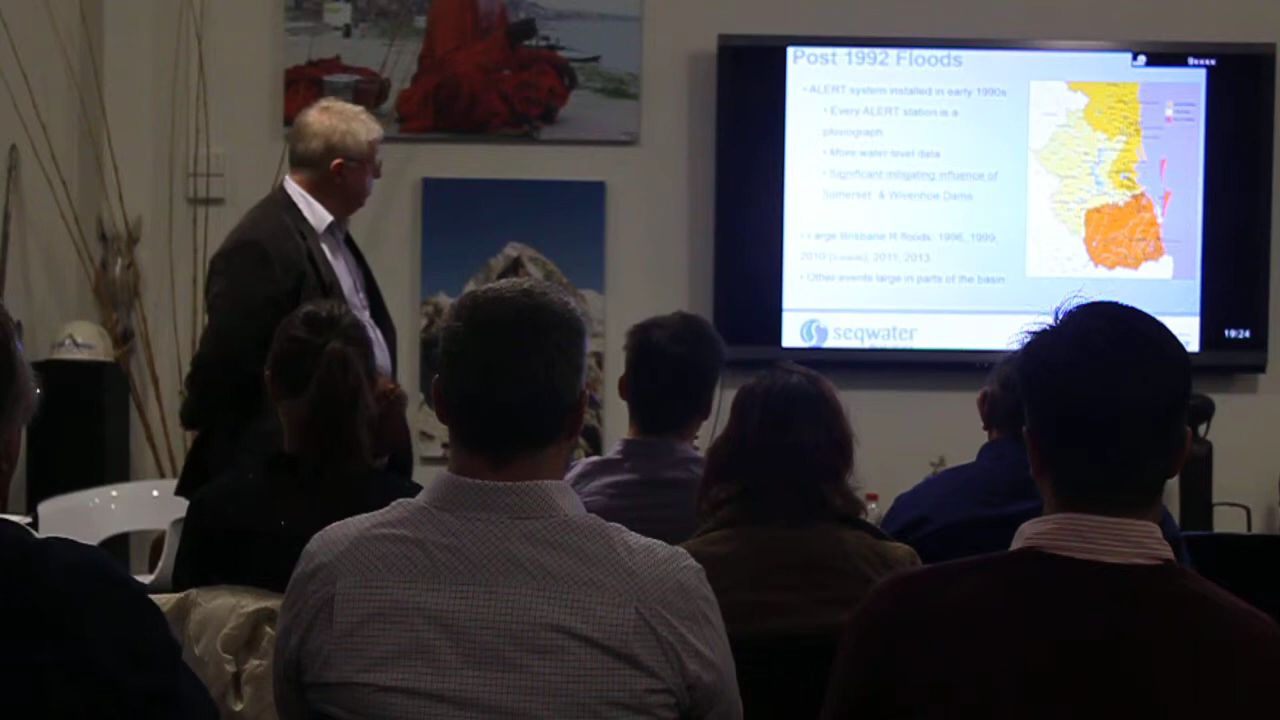 Post 1992 Floods
• ALERT system installed in early 1990s
• Every ALERT station is a
pluviograph
• More water level data
• Significant mitigating influence of
Somerset & Wivenhoe Dams
• Large Brisbane R floods: 1996, 1999,
2010 2011, 2013
• Other events large in parts of the basin
seqwater
19:24